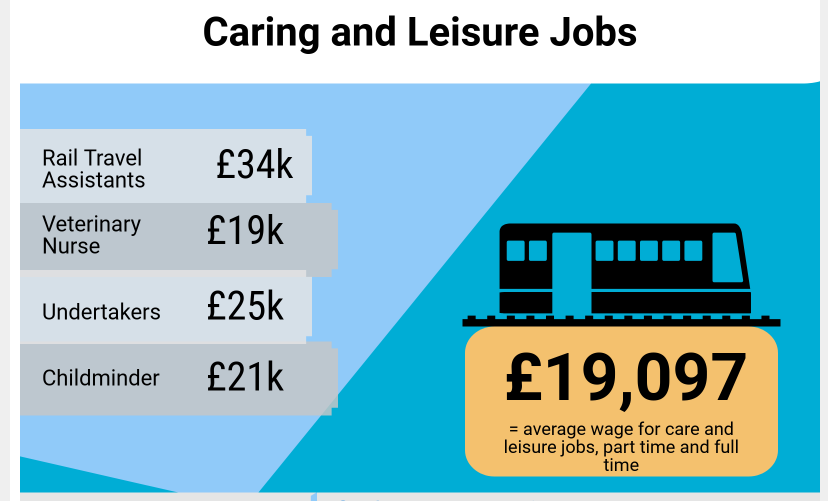 Caring and Leisure Jobs
Rail Travel
Assistants
£34k
Veterinary
Nurse
£19k
Undertakers
£25k
Childminder
£21k
£19,097
= average wage for care and
leisure jobs, part time and full
time